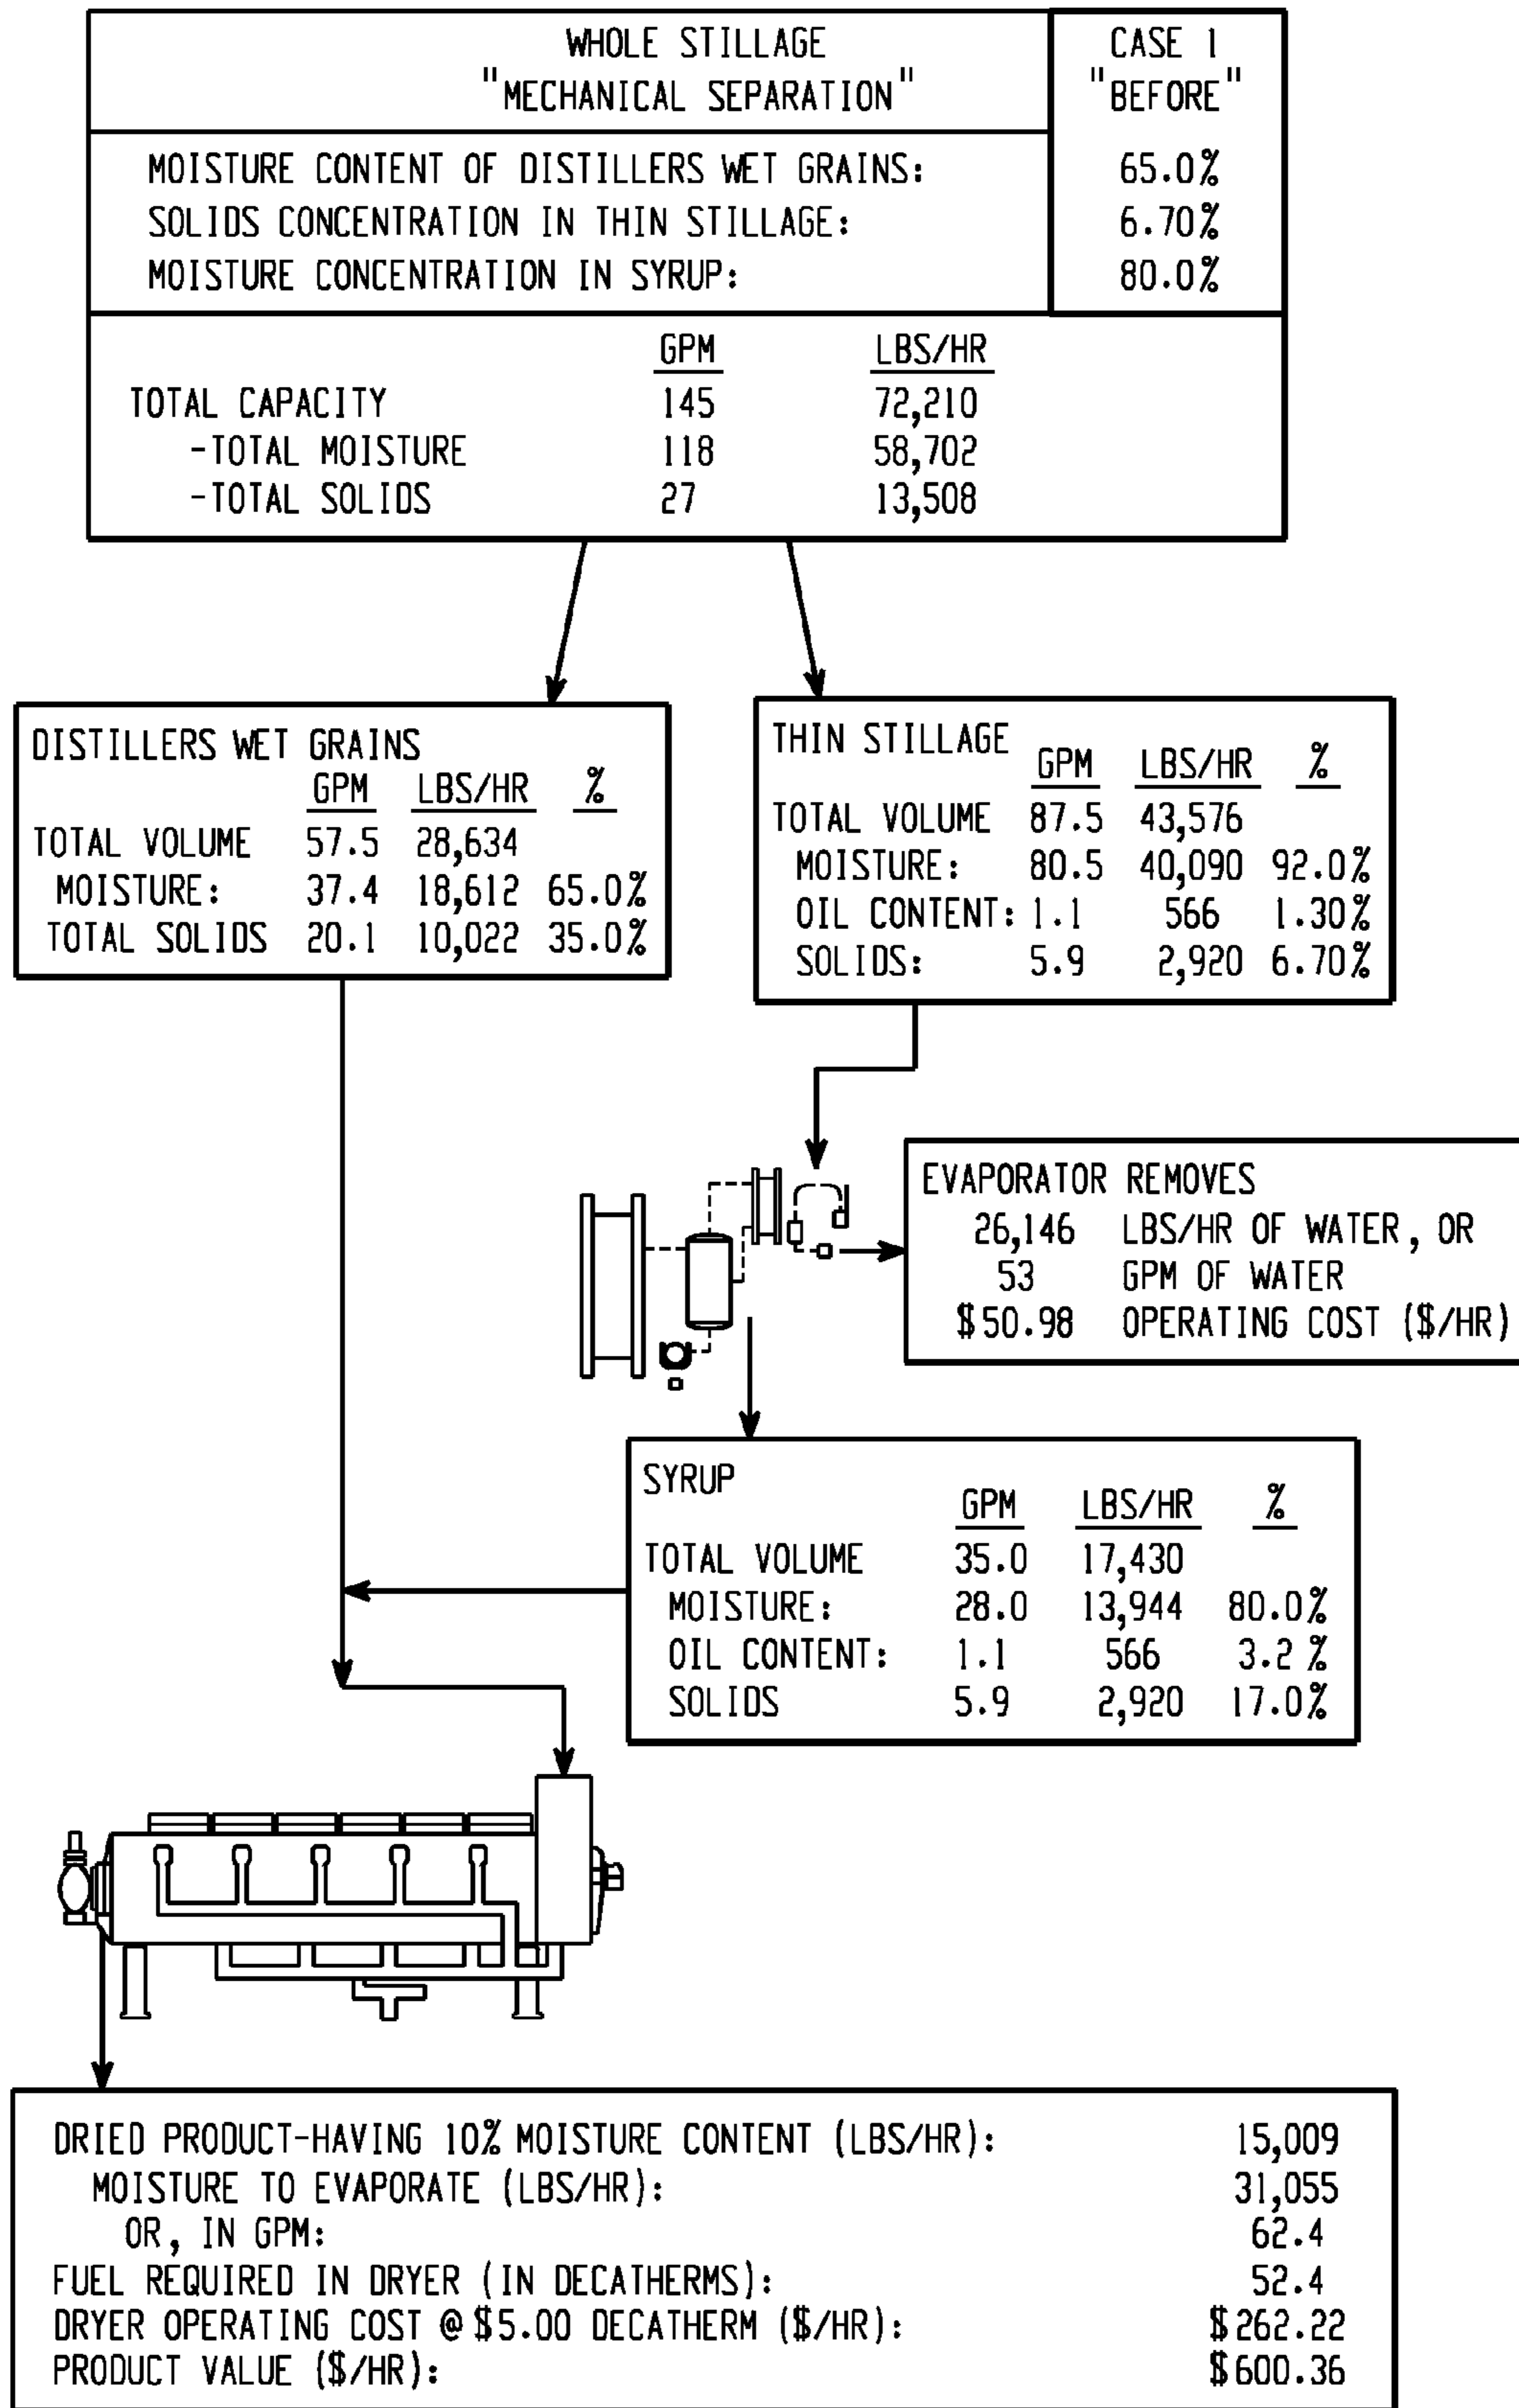 WHOLE STILLAGE
"MECHANICAL SEPARATION"
CASE 1
"BEFORE"
MOISTURE CONTENT OF DISTILLERS WET GRAINS: 65.0%
SOLIDS CONCENTRATION IN THIN STILLAGE: 6.70%
MOISTURE CONCENTRATION IN SYRUP: 80.0%
GPM LBS/HR
TOTAL CAPACITY 145 72,210
-TOTAL MOISTURE 118 58,702
-TOTAL SOLIDS 27 13,508
DISTILLERS WET GRAINS
GPM LBS/HR %
TOTAL VOLUME 57.5 28,634
MOISTURE: 37.4 18,612 65.0%
TOTAL SOLIDS 20.1 10,022 35.0%
THIN STILLAGE
GPM LBS/HR %
TOTAL VOLUME 87.5 43,576
MOISTURE: 80.5 40,090 92.0%
OIL CONTENT: 1.1 566 1.30%
SOLIDS: 5.9 2,920 6.70%
EVAPORATOR REMOVES
26,146 LBS/HR OF WATER, OR
53 GPM OF WATER
$50.98 OPERATING COST ($/HR)
SYRUP
GPM LBS/HR %
TOTAL VOLUME 35.0 17,430
MOISTURE: 28.0 13,944 80.0%
OIL CONTENT: 1.1 566 3.2%
SOLIDS 5.9 2,920 17.0%
DRIED PRODUCT-HAVING 10% MOISTURE CONTENT (LBS/HR): 15,009
MOISTURE TO EVAPORATE (LBS/HR): 31,055
OR, IN GPM: 62.4
FUEL REQUIRED IN DRYER (IN DECATHERMS): 52.4
DRYER OPERATING COST @ $5.00 DECATHERM ($/HR): $262.22
PRODUCT VALUE ($/HR): $600.36